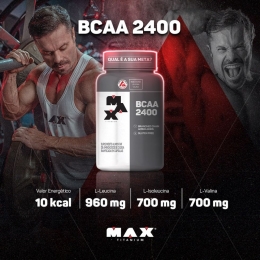 BCAA 2400
QUAL É A SUA META?
MAX
BCAA
2400
Valor Energético
10 kcal
L-Leucina
960 mg
L-Isoleucina
700 mg
L-Valina
700 mg
MAX
TITANIUM